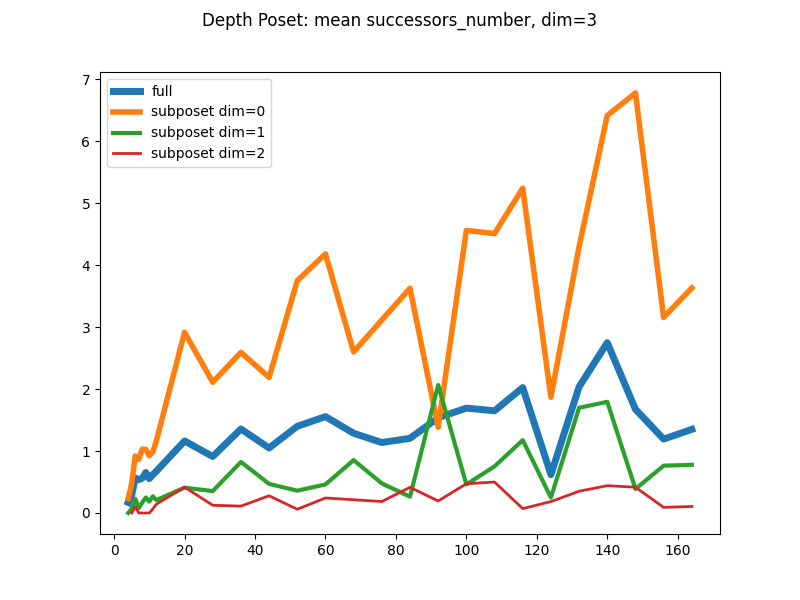 Depth Poset: mean successors_number, dim=3
full
subposet dim=0
subposet dim=1
subposet dim=2
7
6
5
4
3
2
1
0
0 20 40 60 80 100 120 140 160